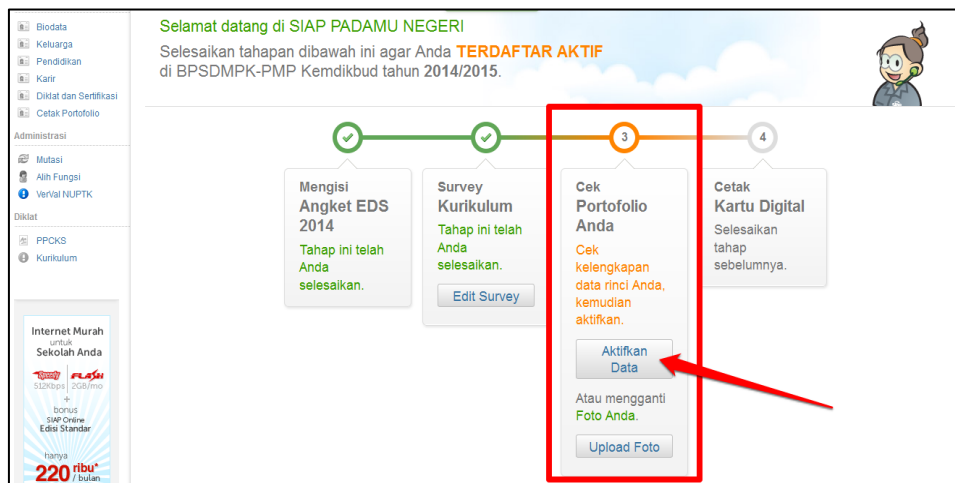 Biodata
Keluarga
Pendidikan
Karir
Diklat dan Sertifikasi
Cetak Portofolio
Administrasi
Mutasi
Alih Fungsi
VerVal NUPTK
Diklat
PPCKS
Kurikulum
Internet Murah
untuk
Sekolah Anda
Speedy FLASH
512Kbps 2GB/mo
+
bonus
SIAP Online
Edisi Standar
hanya
220 ribu*
/ bulan
Selamat datang di SIAP PADAMU NEGERI
Selesaikan tahapan dibawah ini agar Anda TERDAFTAR AKTIF
di BPSDMPK-PMP Kemdikbud tahun 2014/2015.
Mengisi
Angket EDS
2014
Tahap ini telah
Anda
selesaikan.
Survey
Kurikulum
Tahap ini telah
Anda
selesaikan.
Edit Survey
3
Cek
Portofolio
Anda
Cek
kelengkapan
data rinci Anda,
kemudian
aktifkan.
Aktifkan
Data
Atau mengganti
Foto Anda.
Upload Foto
4
Cetak
Kartu Digital
Selesaikan
tahap
sebelumnya.